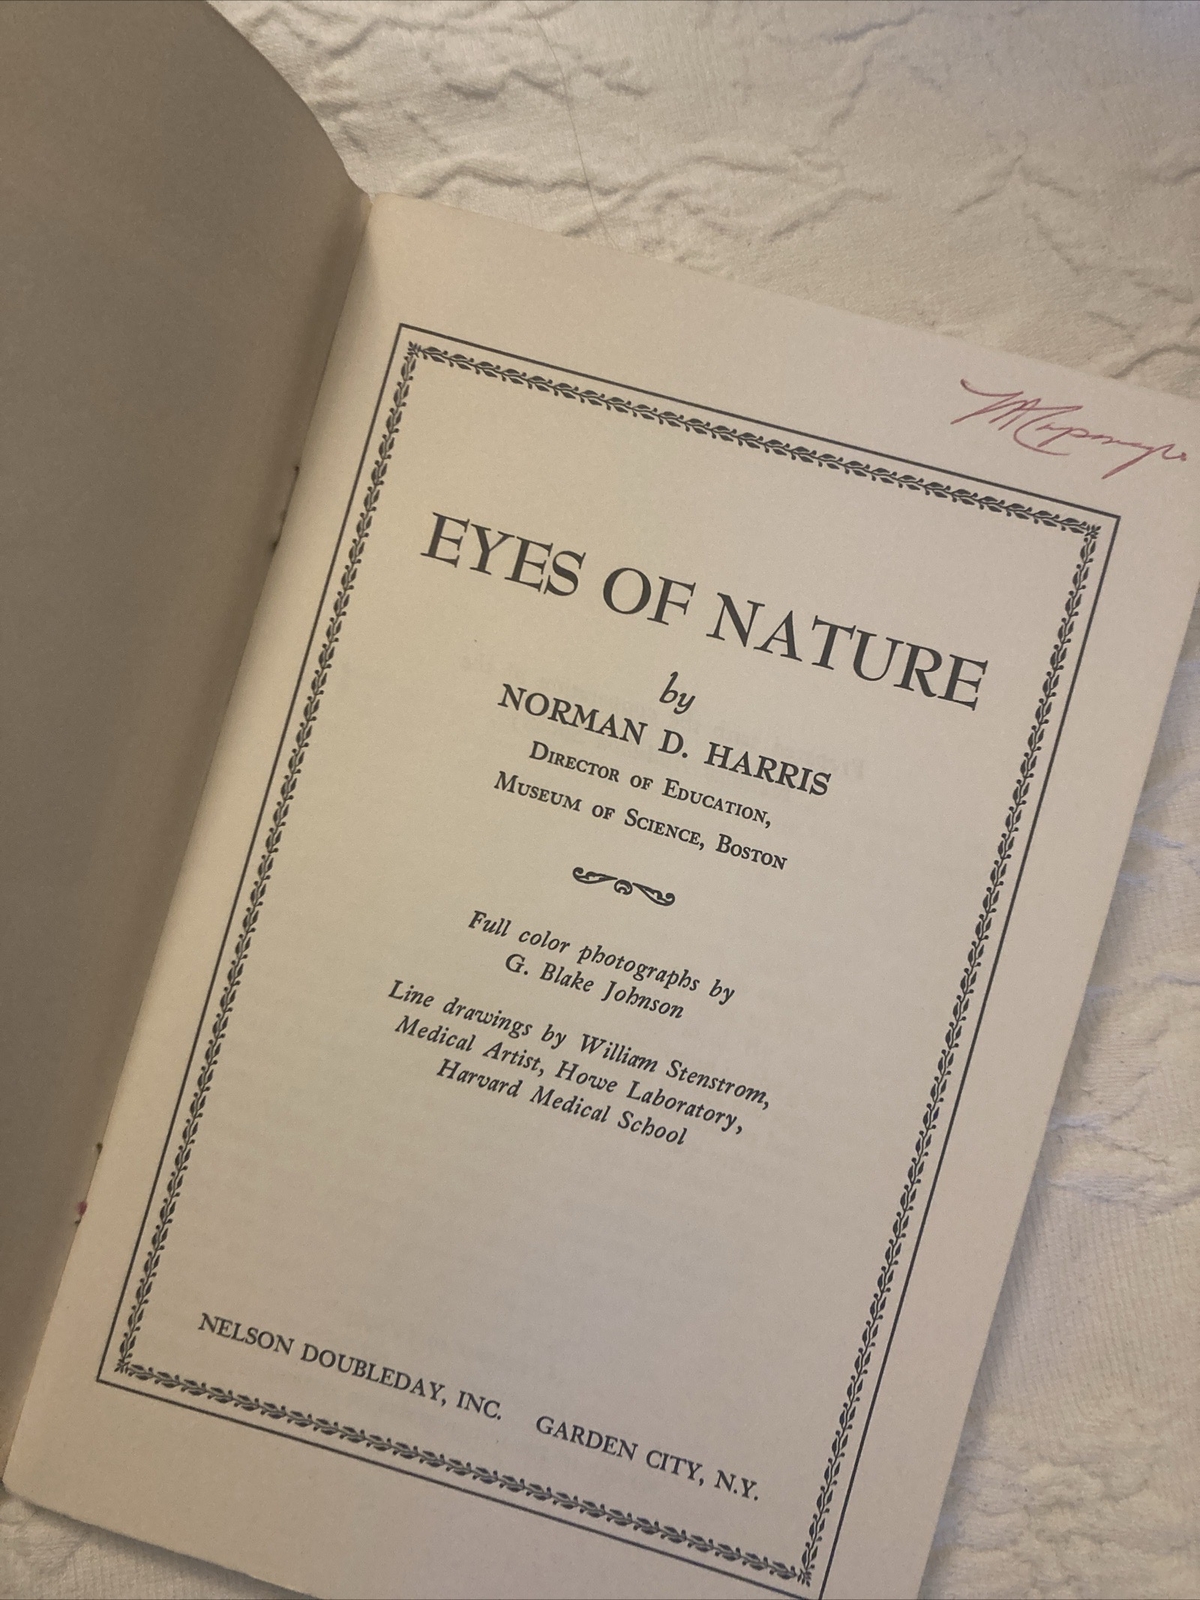 EYES OF NATURE
by
NORMAN D. HARRIS
DIRECTOR OF EDUCATION,
MUSEUM OF SCIENCE, BOSTON
Full color photographs by
G. Blake Johnson
Line drawings by William Stenstrom,
Medical Artist, Howe Laboratory,
Harvard Medical School
NELSON DOUBLEDAY, INC. GARDEN CITY, N.Y.